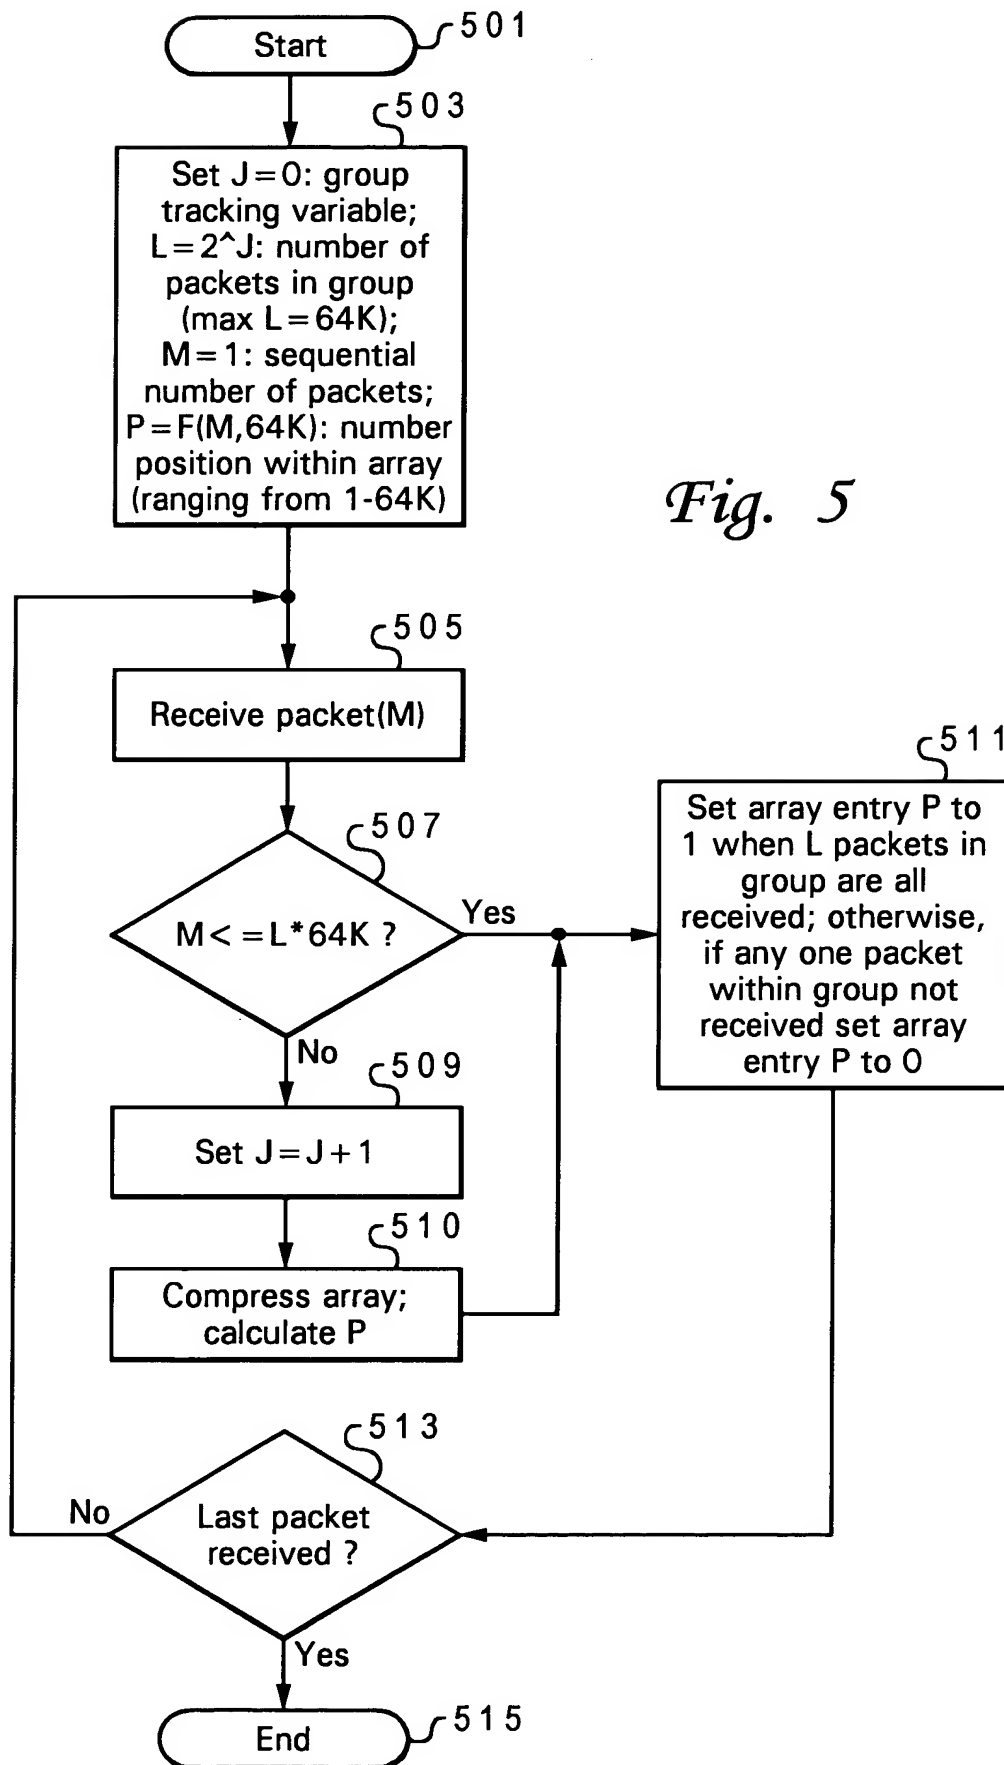 Start
501
503
Set J=0: group
tracking variable;
L=2^J: number of
packets in group
(max L=64K);
M=1: sequential
number of packets;
P=F(M,64K): number
position within array
(ranging from 1-64K)
Fig. 5
505
Receive packet(M)
507
M<=L*64K ?
Yes
No
511
Set array entry P to
1 when L packets in
group are all
received; otherwise,
if any one packet
within group not
received set array
entry P to 0
509
Set J=J+1
510
Compress array;
calculate P
513
Last packet
received ?
No
Yes
End
515